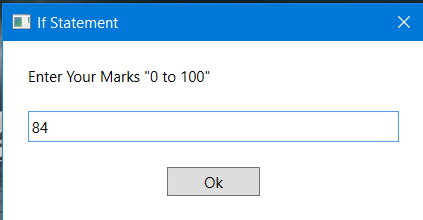 If Statement
Enter Your Marks "0 to 100"
84
Ok